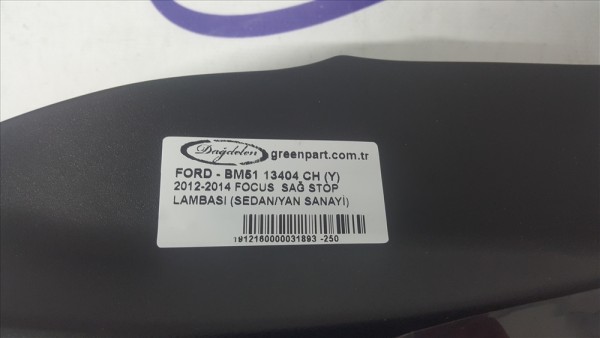 Dağdelen greenpart.com.tr
FORD - BM51 13404 CH (Y)
2012-2014 FOCUS SAĞ STOP
LAMBASI (SEDAN/YAN SANAYİ)
1912160000031893 -250